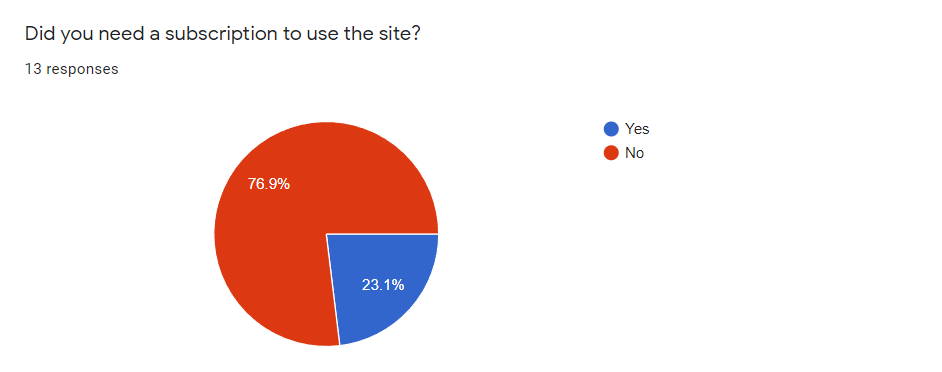 Did you need a subscription to use the site?
13 responses
Yes
No
76.9%
23.1%